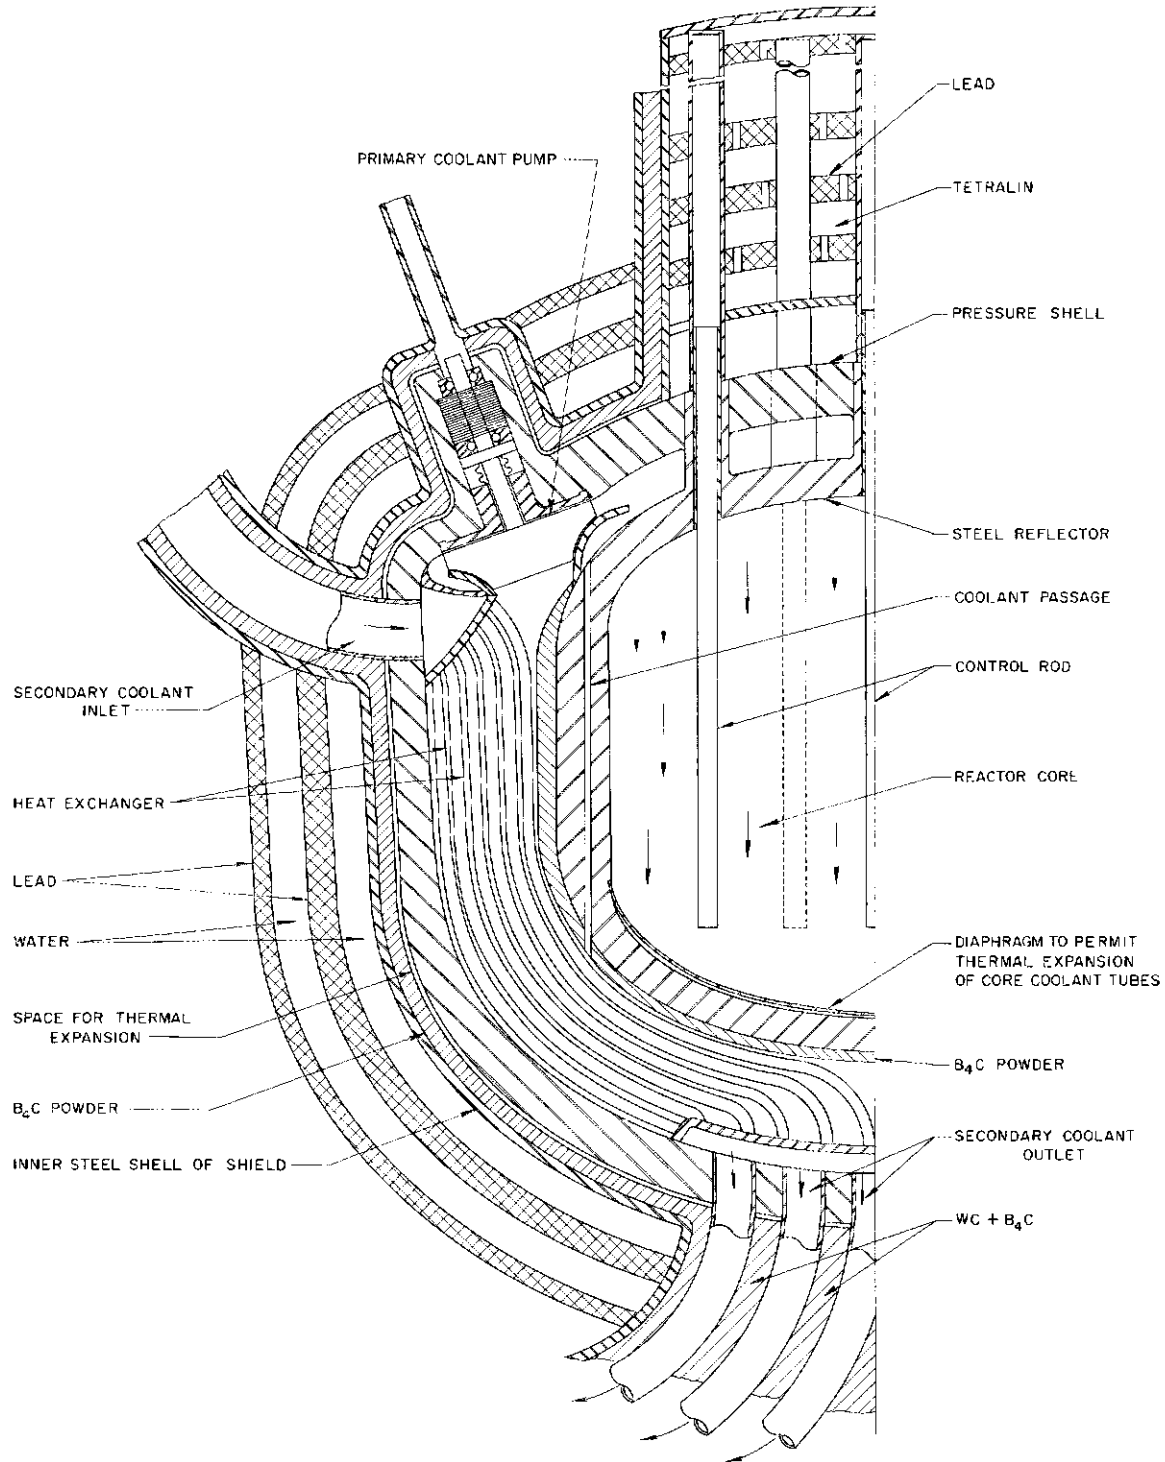 LEAD
PRIMARY COOLANT PUMP
TETRALIN
PRESSURE SHELL
STEEL REFLECTOR
COOLANT PASSAGE
CONTROL ROD
SECONDARY COOLANT
INLET
REACTOR CORE
HEAT EXCHANGER
LEAD
WATER
DIAPHRAGM TO PERMIT
THERMAL EXPANSION
OF CORE COOLANT TUBES
SPACE FOR THERMAL
EXPANSION
B₄C POWDER
B₄C POWDER
SECONDARY COOLANT
OUTLET
INNER STEEL SHELL OF SHIELD
WC + B₄C